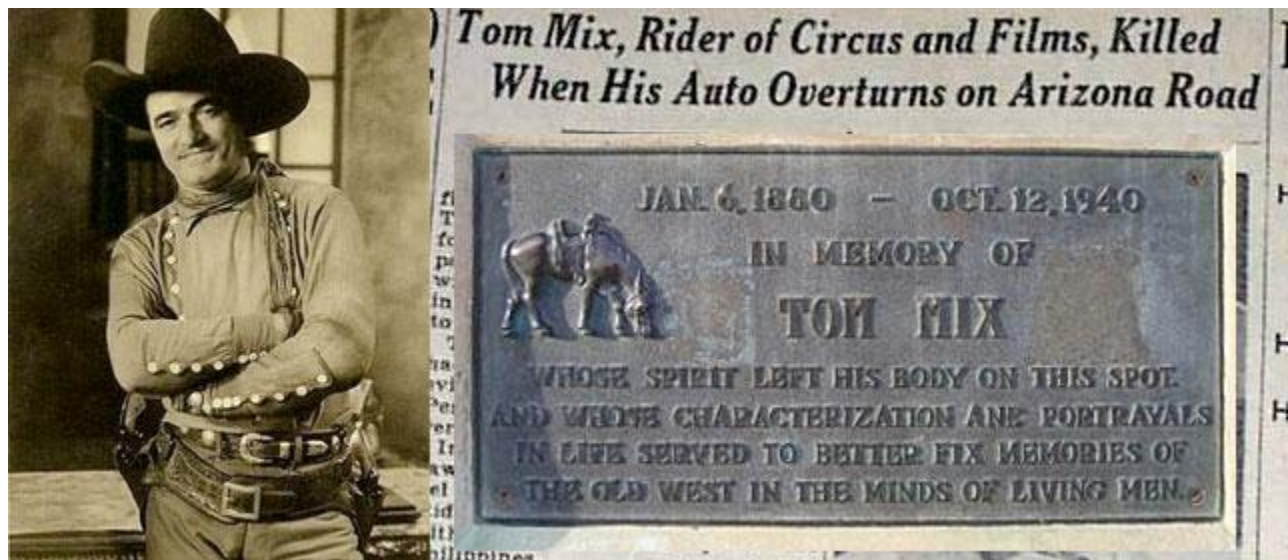 Tom Mix, Rider of Circus and Films, Killed
When His Auto Overturns on Arizona Road
JAN. 6, 1880 – OCT. 12, 1940
IN MEMORY OF
TOM MIX
WHOSE SPIRIT LEFT HIS BODY ON THIS SPOT.
AND WHOSE CHARACTERIZATION AND PORTRAYALS
IN LIFE SERVED TO BETTER FIX MEMORIES OF
THE OLD WEST IN THE MINDS OF LIVING MEN.